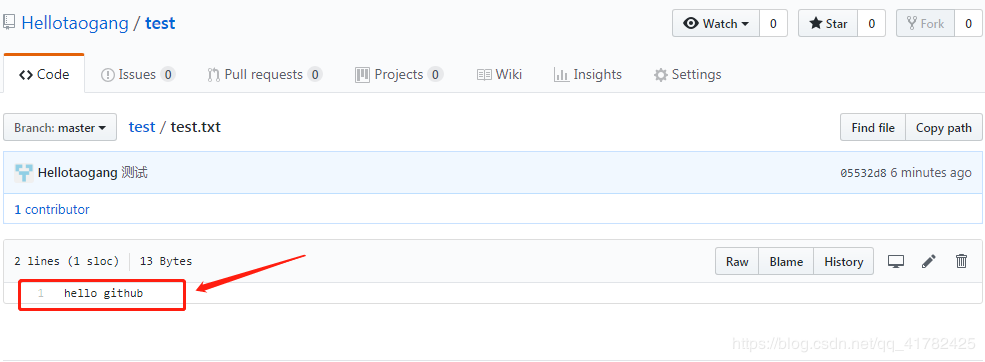 Hellotaogang / test
Watch 0 Star 0 Fork 0
Code Issues 0 Pull requests 0 Projects 0 Wiki Insights Settings
Branch: master test / test.txt Find file Copy path
Hellotaogang 测试 05532d8 6 minutes ago
1 contributor
2 lines (1 sloc) 13 Bytes Raw Blame History
1 hello github
https://blog.csdn.net/qq_41782425